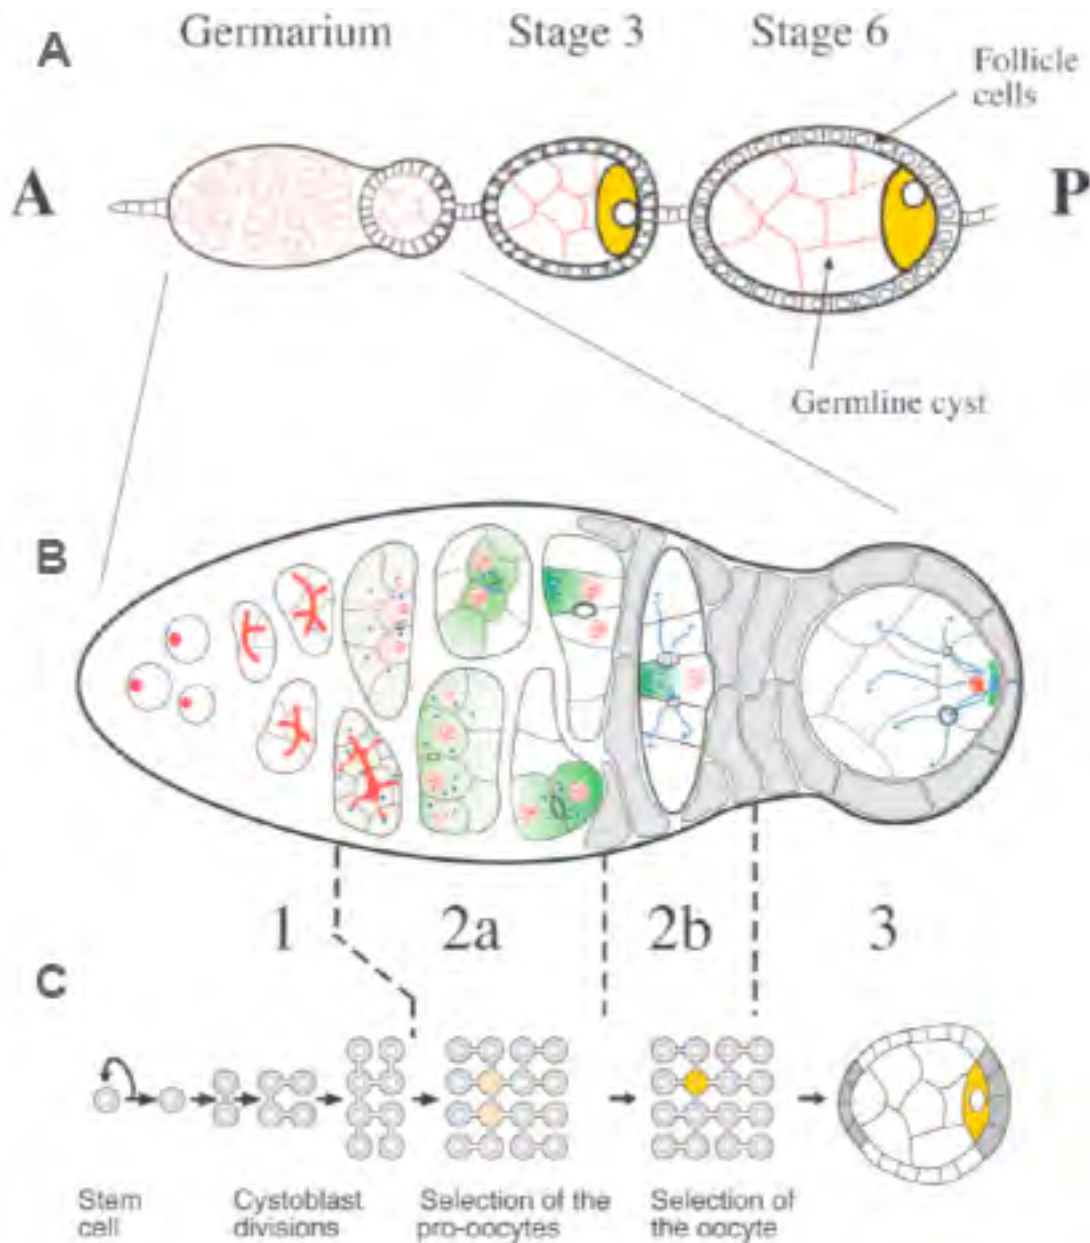 A
Germarium
Stage 3
Stage 6
Follicle
cells
A
P
Germline cyst
B
1
2a
2b
3
C
Stem
cell
Cystoblast
divisions
Selection of the
pro-oocytes
Selection of
the oocyte